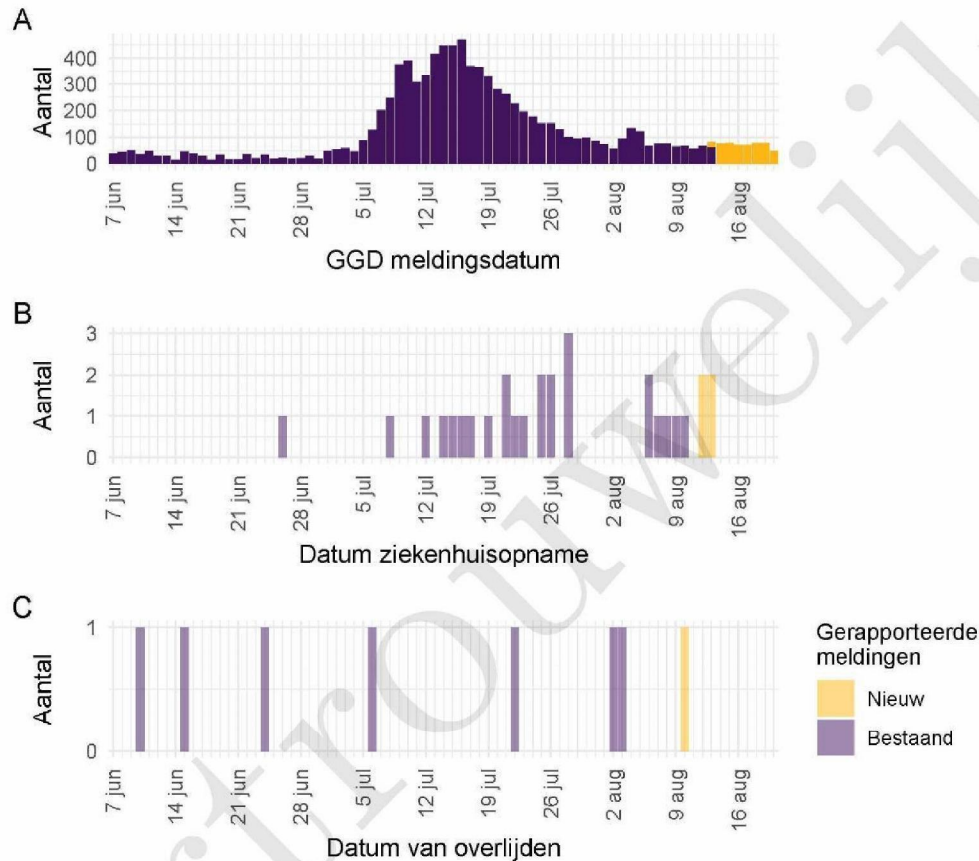 A
Aantal
400
300
200
100
0
7 jun
14 jun
21 jun
28 jun
5 jul
12 jul
19 jul
26 jul
2 aug
9 aug
16 aug
GGD meldingsdatum
B
Aantal
3
2
1
0
7 jun
14 jun
21 jun
28 jun
5 jul
12 jul
19 jul
26 jul
2 aug
9 aug
16 aug
Datum ziekenhuisopname
C
Aantal
1
0
7 jun
14 jun
21 jun
28 jun
5 jul
12 jul
19 jul
26 jul
2 aug
9 aug
16 aug
Datum van overlijden
Gerapporteerde
meldingen
Nieuw
Bestaand
rtrouwelij